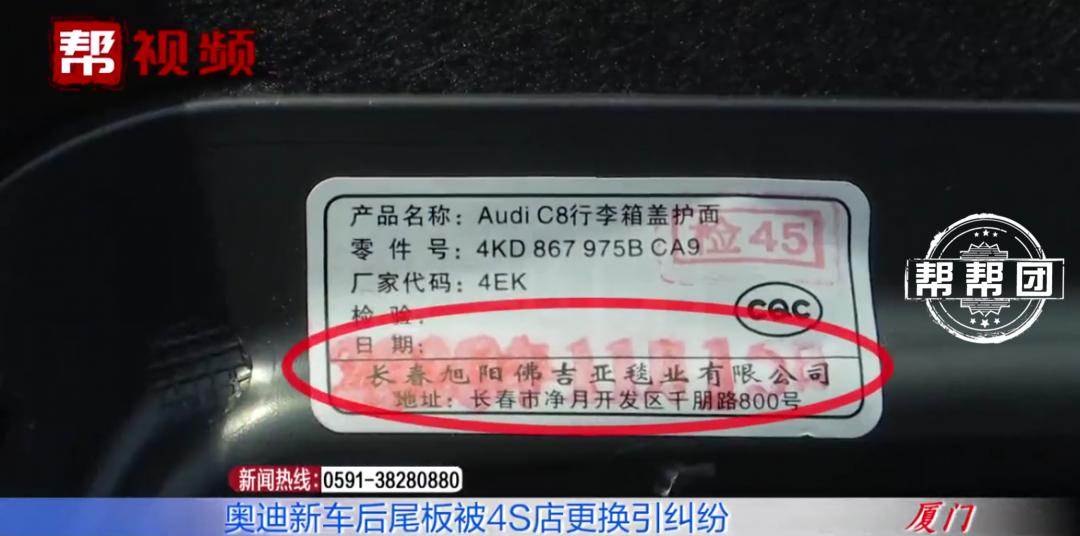 帮视频
产品名称：Audi C8行李箱盖护面
零 件 号：4KD 867 975B CA9
检45
厂家代码：4EK
检 验：
CQC
日 期：
长春旭阳佛吉亚毯业有限公司
地址：长春市净月开发区千朋路800号
帮帮团
新闻热线：0591-38280880
奥迪新车后尾板被4S店更换引纠纷
厦门